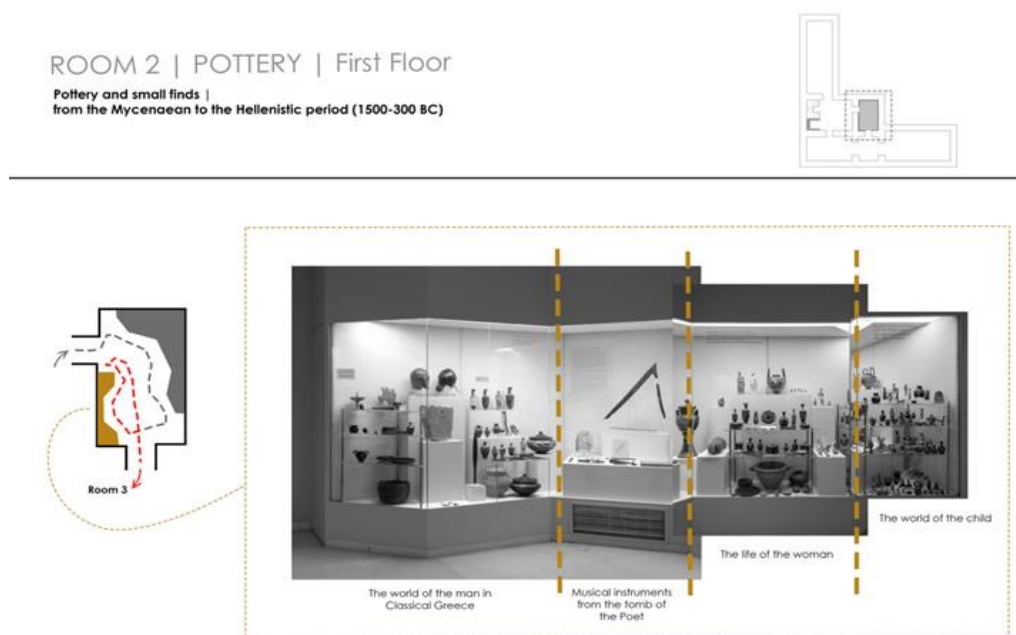 ROOM 2 | POTTERY | First Floor
Pottery and small finds |
from the Mycenaean to the Hellenistic period (1500-300 BC)
Room 3
The world of the man in
Classical Greece
Musical instruments
from the tomb of
the Poet
The life of the woman
The world of the child